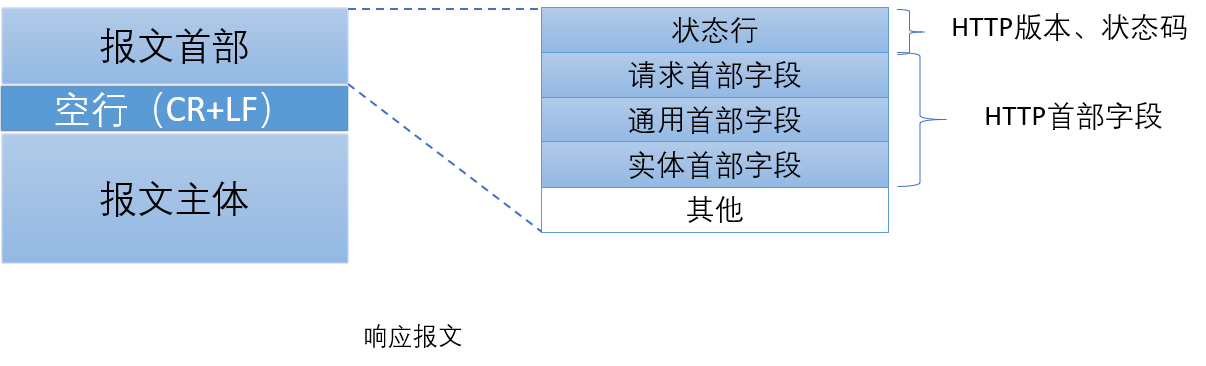 报文首部
空行（CR+LF）
报文主体
状态行
请求首部字段
通用首部字段
实体首部字段
其他
HTTP版本、状态码
HTTP首部字段
响应报文